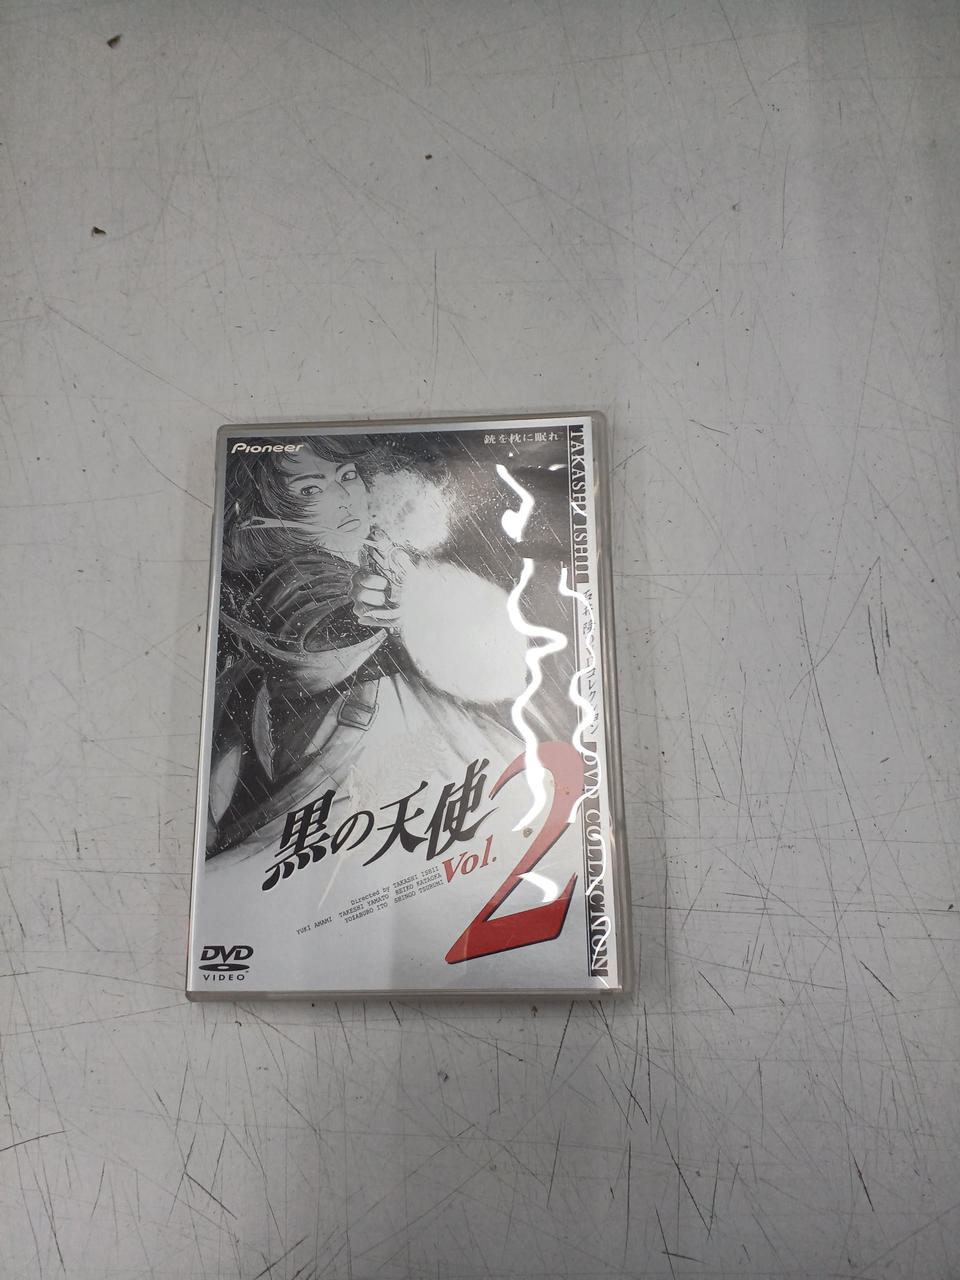 Pioneer
銃を枕に眠れ
TAKASHI ISHII 石井隆 コレクション DVD COLLECTION
黒の天使
Vol.2
Directed by TAKASHI ISHII
YUKI AMAMI TAKESHI YAMATO REIKO KATAOKA
YOZABURO ITO SHINGO TSURUMI
DVD
VIDEO